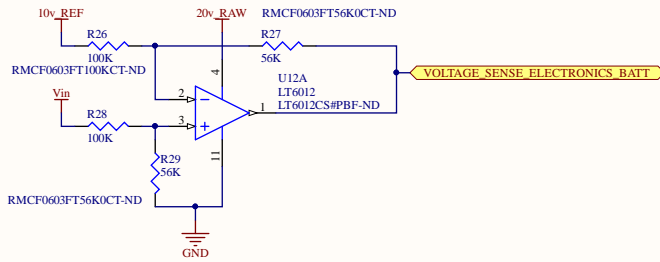 10v_REF
20v_RAW
RMCF0603FT56K0CT-ND
R26
R27
100K
56K
RMCF0603FT100KCT-ND
4
U12A
VOLTAGE_SENSE_ELECTRONICS_BATT
Vin
2
LT6012
1
LT6012CS#PBF-ND
R28
3
100K
11
R29
56K
RMCF0603FT56K0CT-ND
GND